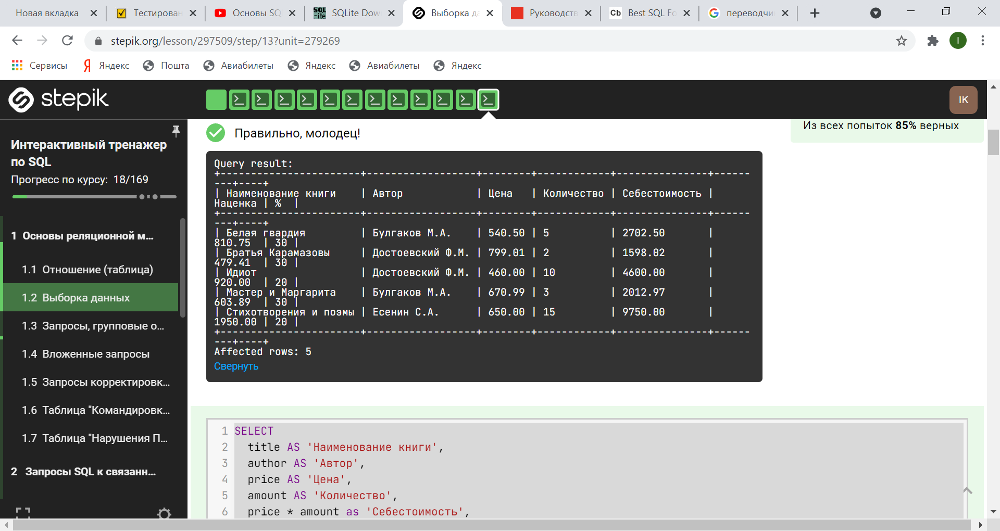 Новая вкладка
Тестирован
Основы SQ
SQLite Dow
Выборка да
Руководств
Best SQL Fo
переводчи
stepik.org/lesson/297509/step/13?unit=279269
Сервисы
Яндекс
Пошта
Авиабилеты
Яндекс
Авиабилеты
Яндекс
stepik
IK
Интерактивный тренажер
по SQL
Прогресс по курсу: 18/169
1 Основы реляционной м...
1.1 Отношение (таблица)
1.2 Выборка данных
1.3 Запросы, групповые о...
1.4 Вложенные запросы
1.5 Запросы корректировк...
1.6 Таблица "Командировк...
1.7 Таблица "Нарушения П...
2 Запросы SQL к связанн...
Правильно, молодец!
Из всех попыток 85% верных
Query result:
+-----------------------+------------------+--------+------------+---------------+------
---+----+
| Наименование книги    | Автор            | Цена   | Количество | Себестоимость |
Наценка | %  |
+-----------------------+------------------+--------+------------+---------------+------
---+----+
| Белая гвардия         | Булгаков М.А.    | 540.50 | 5          | 2702.50       |
810.75  | 30 |
| Братья Карамазовы     | Достоевский Ф.М. | 799.01 | 2          | 1598.02       |
479.41  | 30 |
| Идиот                 | Достоевский Ф.М. | 460.00 | 10         | 4600.00       |
920.00  | 20 |
| Мастер и Маргарита    | Булгаков М.А.    | 670.99 | 3          | 2012.97       |
603.89  | 30 |
| Стихотворения и поэмы | Есенин С.А.      | 650.00 | 15         | 9750.00       |
1950.00 | 20 |
+-----------------------+------------------+--------+------------+---------------+------
---+----+
Affected rows: 5
Свернуть
1 SELECT
2 title AS 'Наименование книги',
3 author AS 'Автор',
4 price AS 'Цена',
5 amount AS 'Количество',
6 price * amount as 'Себестоимость',